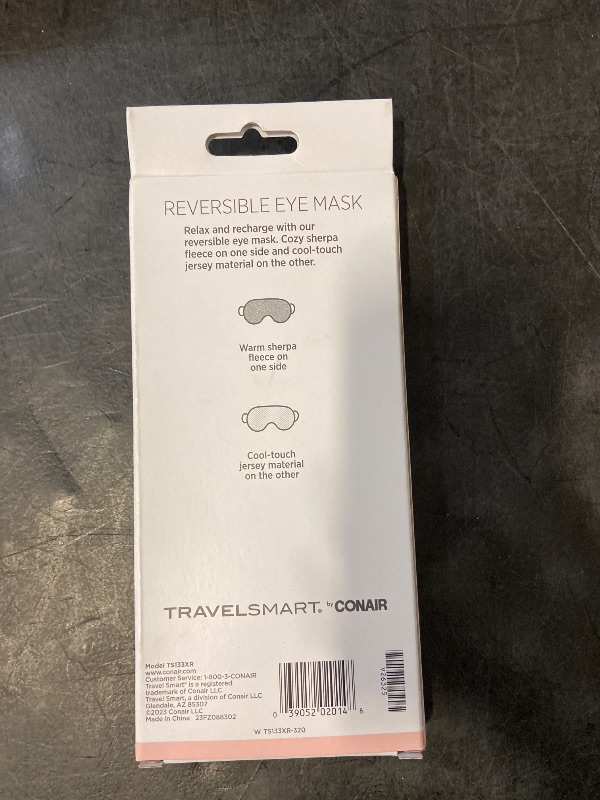 REVERSIBLE EYE MASK
Relax and recharge with our
reversible eye mask. Cozy sherpa
fleece on one side and cool-touch
jersey material on the other.
Warm sherpa
fleece on
one side
Cool-touch
jersey material
on the other
TRAVELSMART. by CONAIR
Model TS133XR
www.conair.com
Customer Service: 1-800-3-CONAIR
Travel Smart® is a registered
trademark of Conair LLC
Travel Smart, a division of Conair LLC
Glendale, AZ 85307
©2023 Conair LLC
Made in China 23FZ088302
0 39052 02014 8
W TS133XR-320